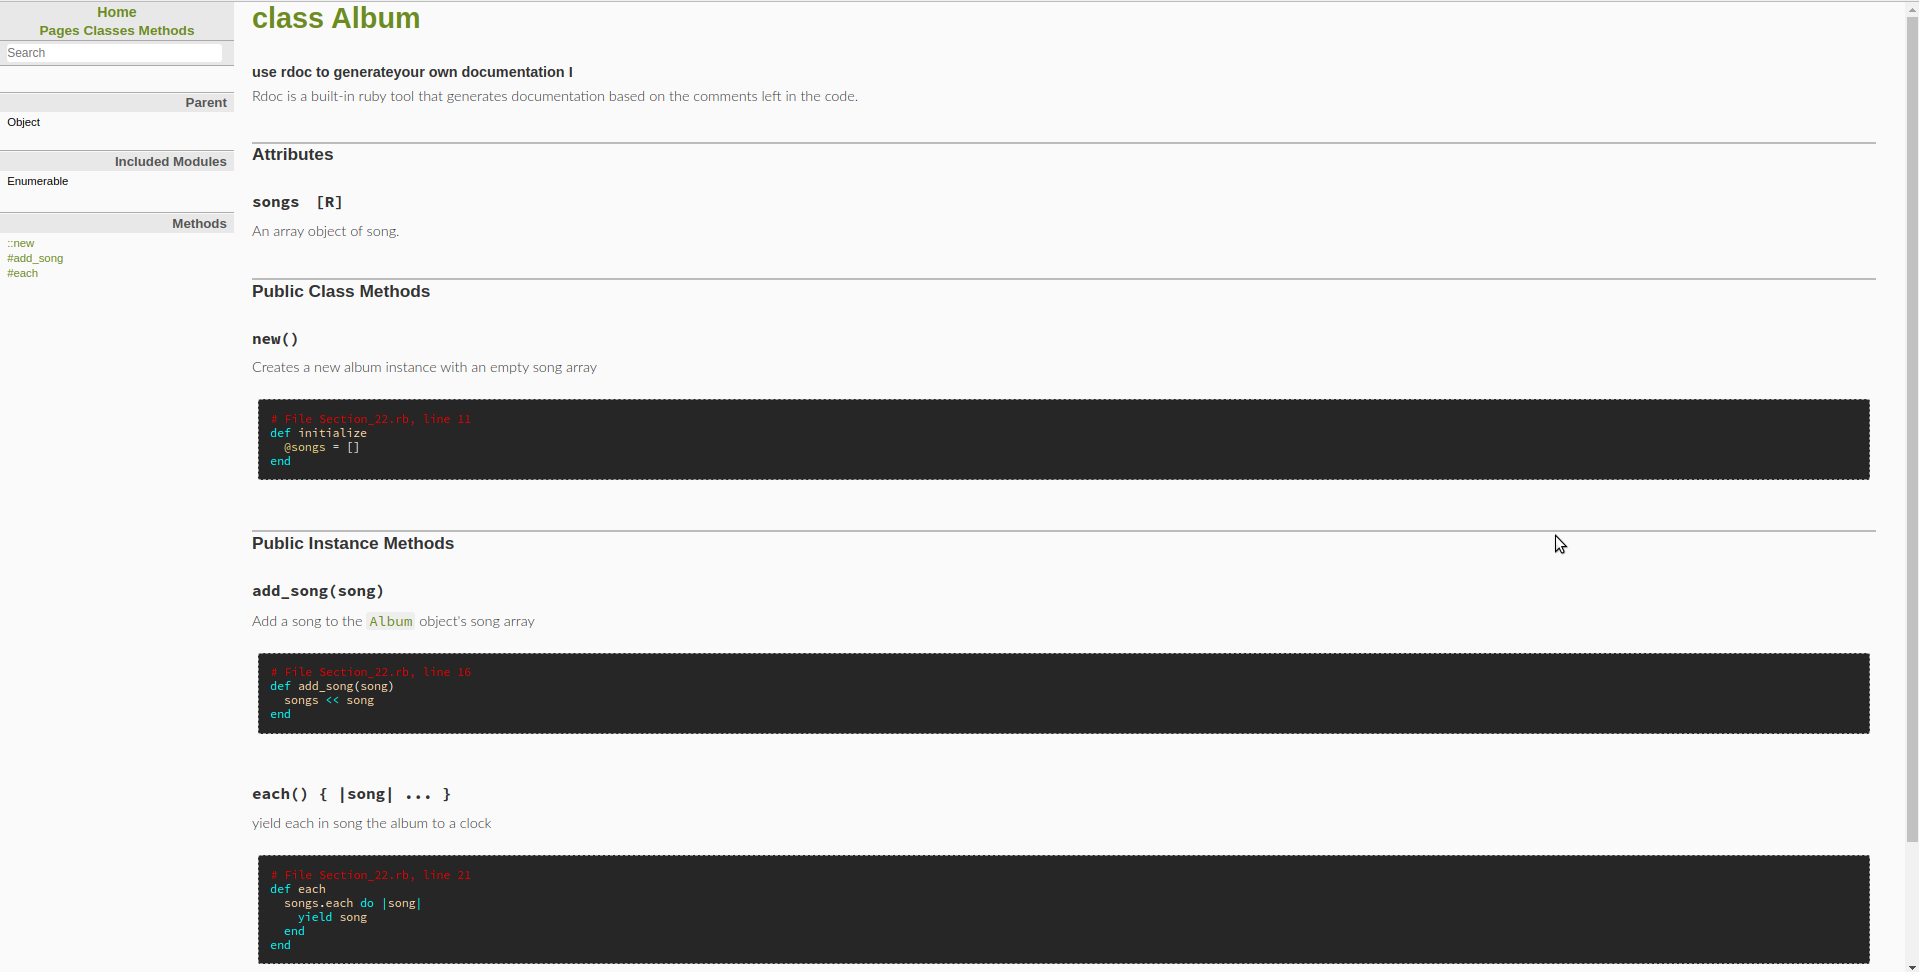 Home
Pages Classes Methods
Search
Parent
Object
Included Modules
Enumerable
Methods
::new
#add_song
#each
class Album
use rdoc to generateyour own documentation I
Rdoc is a built-in ruby tool that generates documentation based on the comments left in the code.
Attributes
songs [R]
An array object of song.
Public Class Methods
new()
Creates a new album instance with an empty song array
# File Section_22.rb, line 11
def initialize
  @songs = []
end
Public Instance Methods
add_song(song)
Add a song to the Album object's song array
# File Section_22.rb, line 16
def add_song(song)
  songs << song
end
each() { |song| ... }
yield each in song the album to a clock
# File Section_22.rb, line 21
def each
  songs.each do |song|
    yield song
  end
end